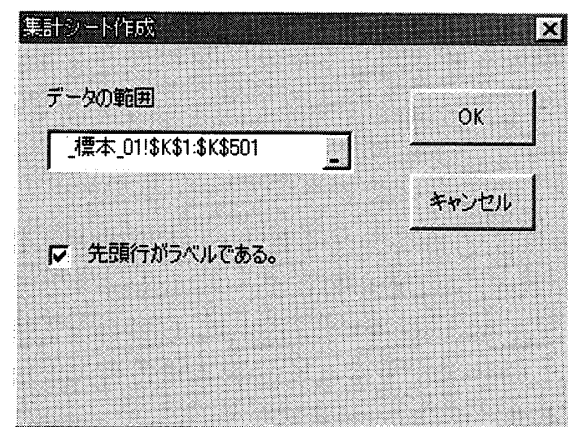 集計シート作成
データの範囲
_標本_01!$K$1:$K$501
OK
キャンセル
先頭行がラベルである。